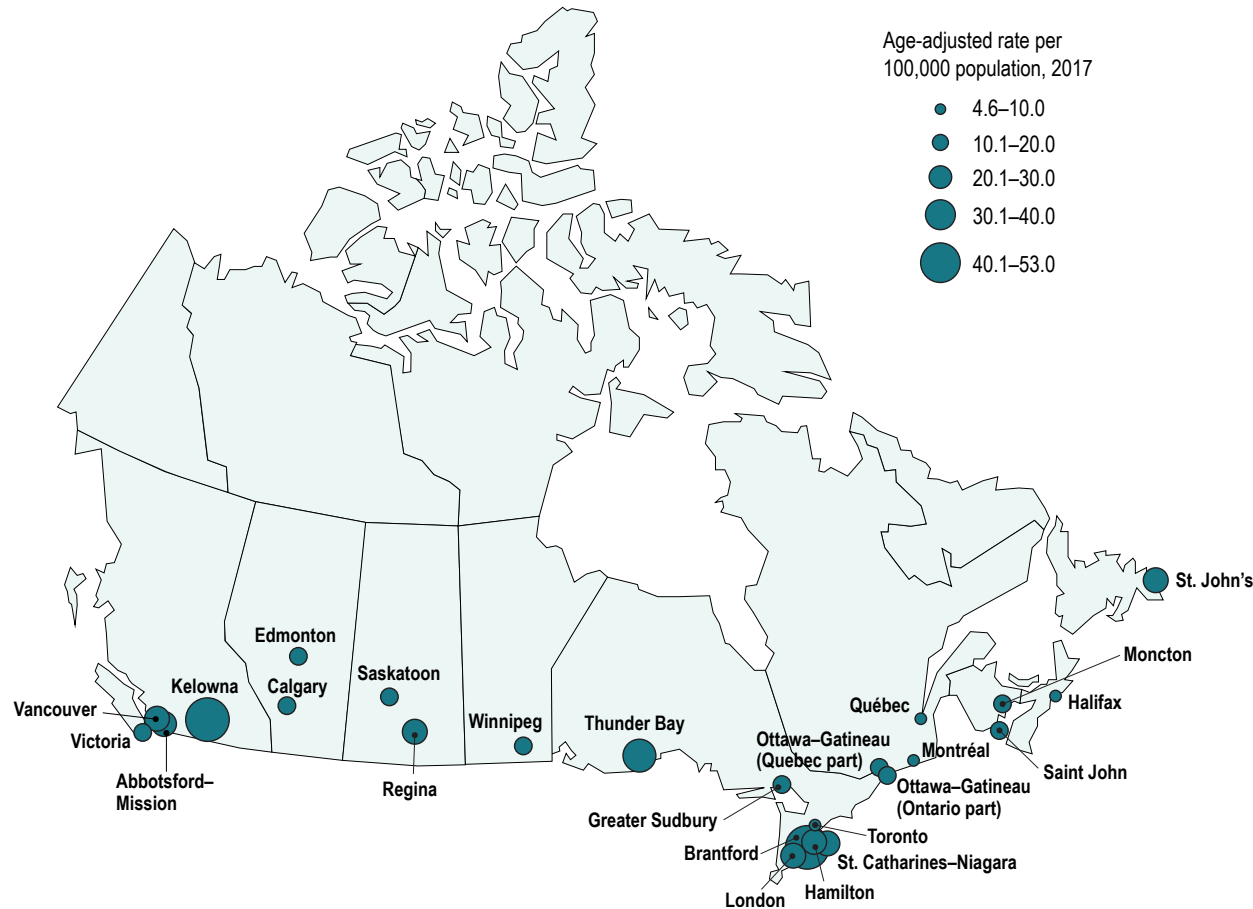 Age-adjusted rate per
100,000 population, 2017
4.6–10.0
10.1–20.0
20.1–30.0
30.1–40.0
40.1–53.0
St. John’s
Edmonton
Moncton
Saskatoon
Kelowna
Calgary
Québec
Halifax
Vancouver
Winnipeg
Thunder Bay
Victoria
Ottawa–Gatineau
(Quebec part)
Montréal
Saint John
Abbotsford–
Mission
Regina
Ottawa–Gatineau
(Ontario part)
Greater Sudbury
Toronto
Brantford
St. Catharines–Niagara
London
Hamilton